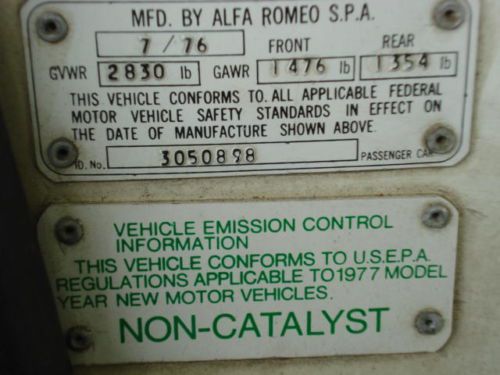 MFD. BY ALFA ROMEO S.P.A.
7/76 FRONT REAR
GVWR 2830 lb GAWR 1476 lb 1354 lb
THIS VEHICLE CONFORMS TO ALL APPLICABLE FEDERAL
MOTOR VEHICLE SAFETY STANDARDS IN EFFECT ON
THE DATE OF MANUFACTURE SHOWN ABOVE.
ID. No. 3050898 PASSENGER CAR
VEHICLE EMISSION CONTROL
INFORMATION
THIS VEHICLE CONFORMS TO U.S.E.P.A.
REGULATIONS APPLICABLE TO 1977 MODEL
YEAR NEW MOTOR VEHICLES.
NON-CATALYST